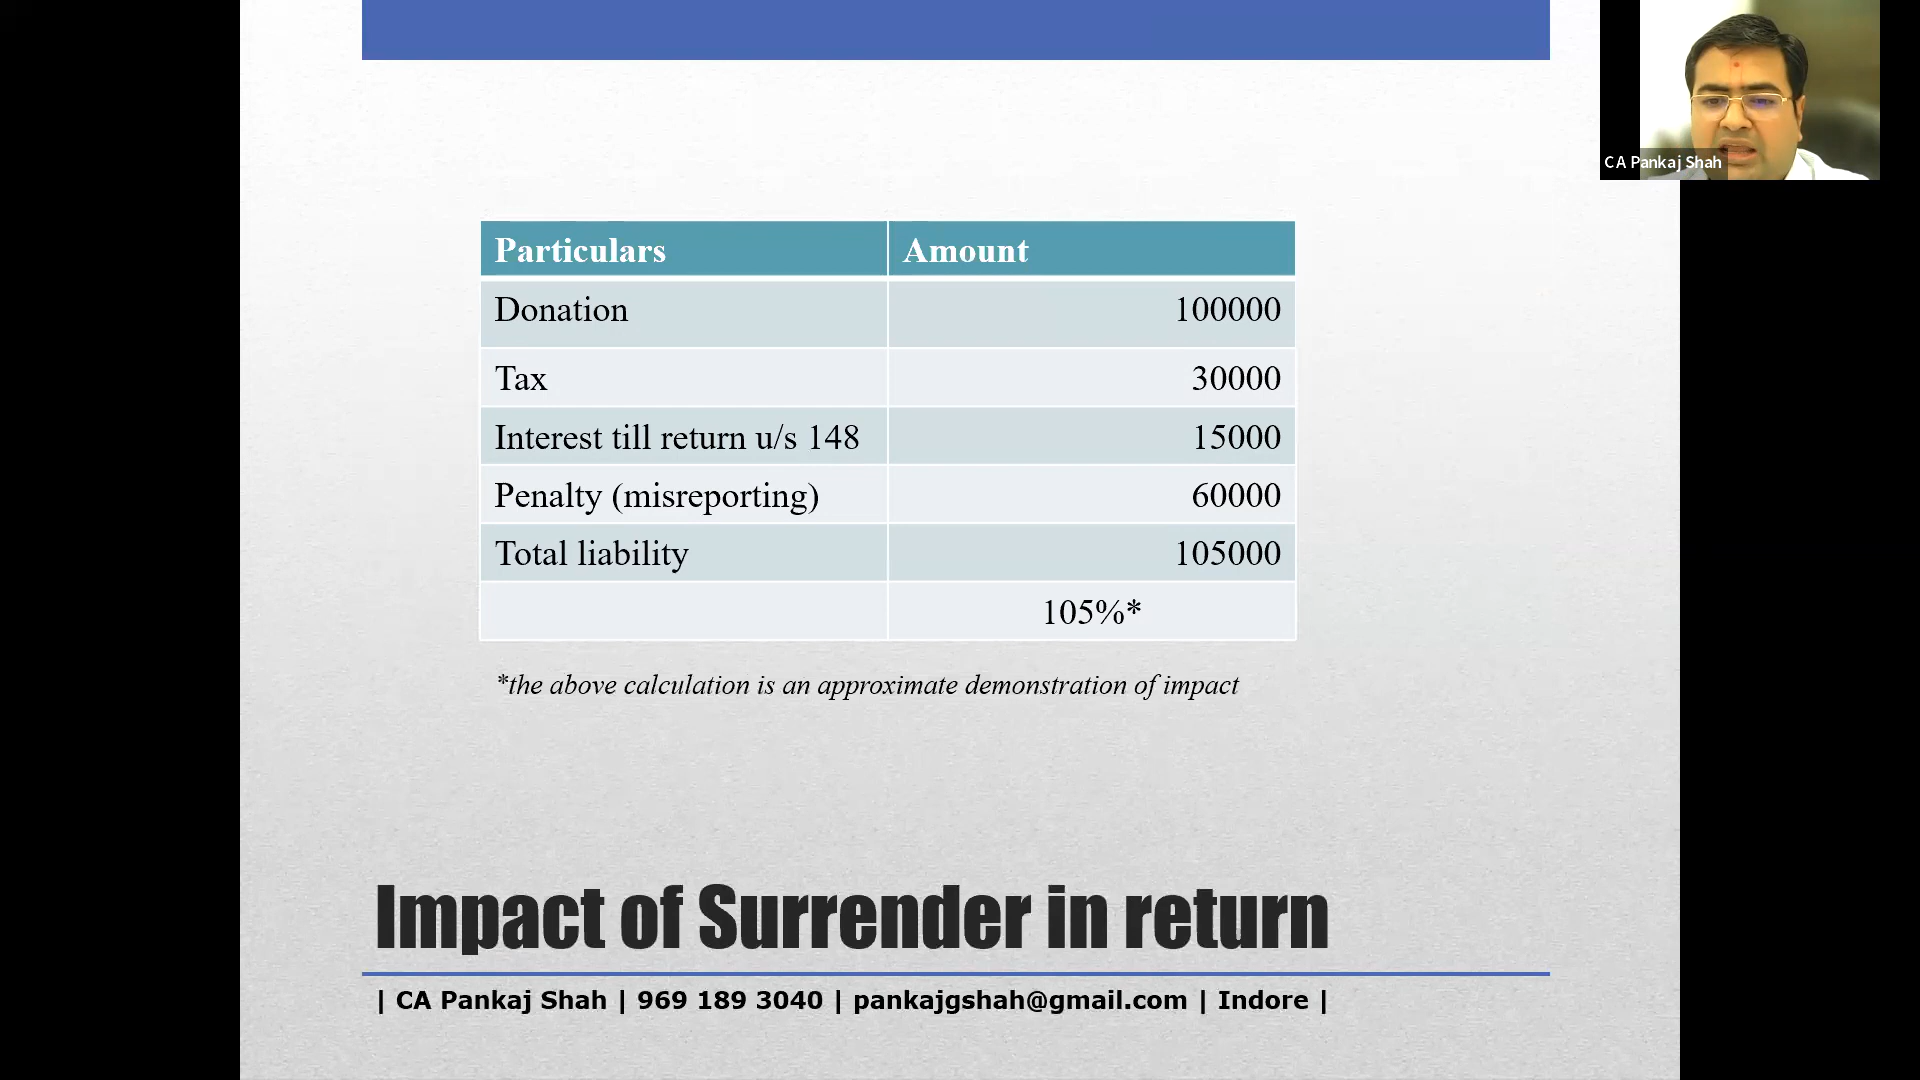 CA Pankaj Shah
Particulars Amount
Donation 100000
Tax 30000
Interest till return u/s 148 15000
Penalty (misreporting) 60000
Total liability 105000
105%*
*the above calculation is an approximate demonstration of impact
Impact of Surrender in return
| CA Pankaj Shah | 969 189 3040 | pankajgshah@gmail.com | Indore |